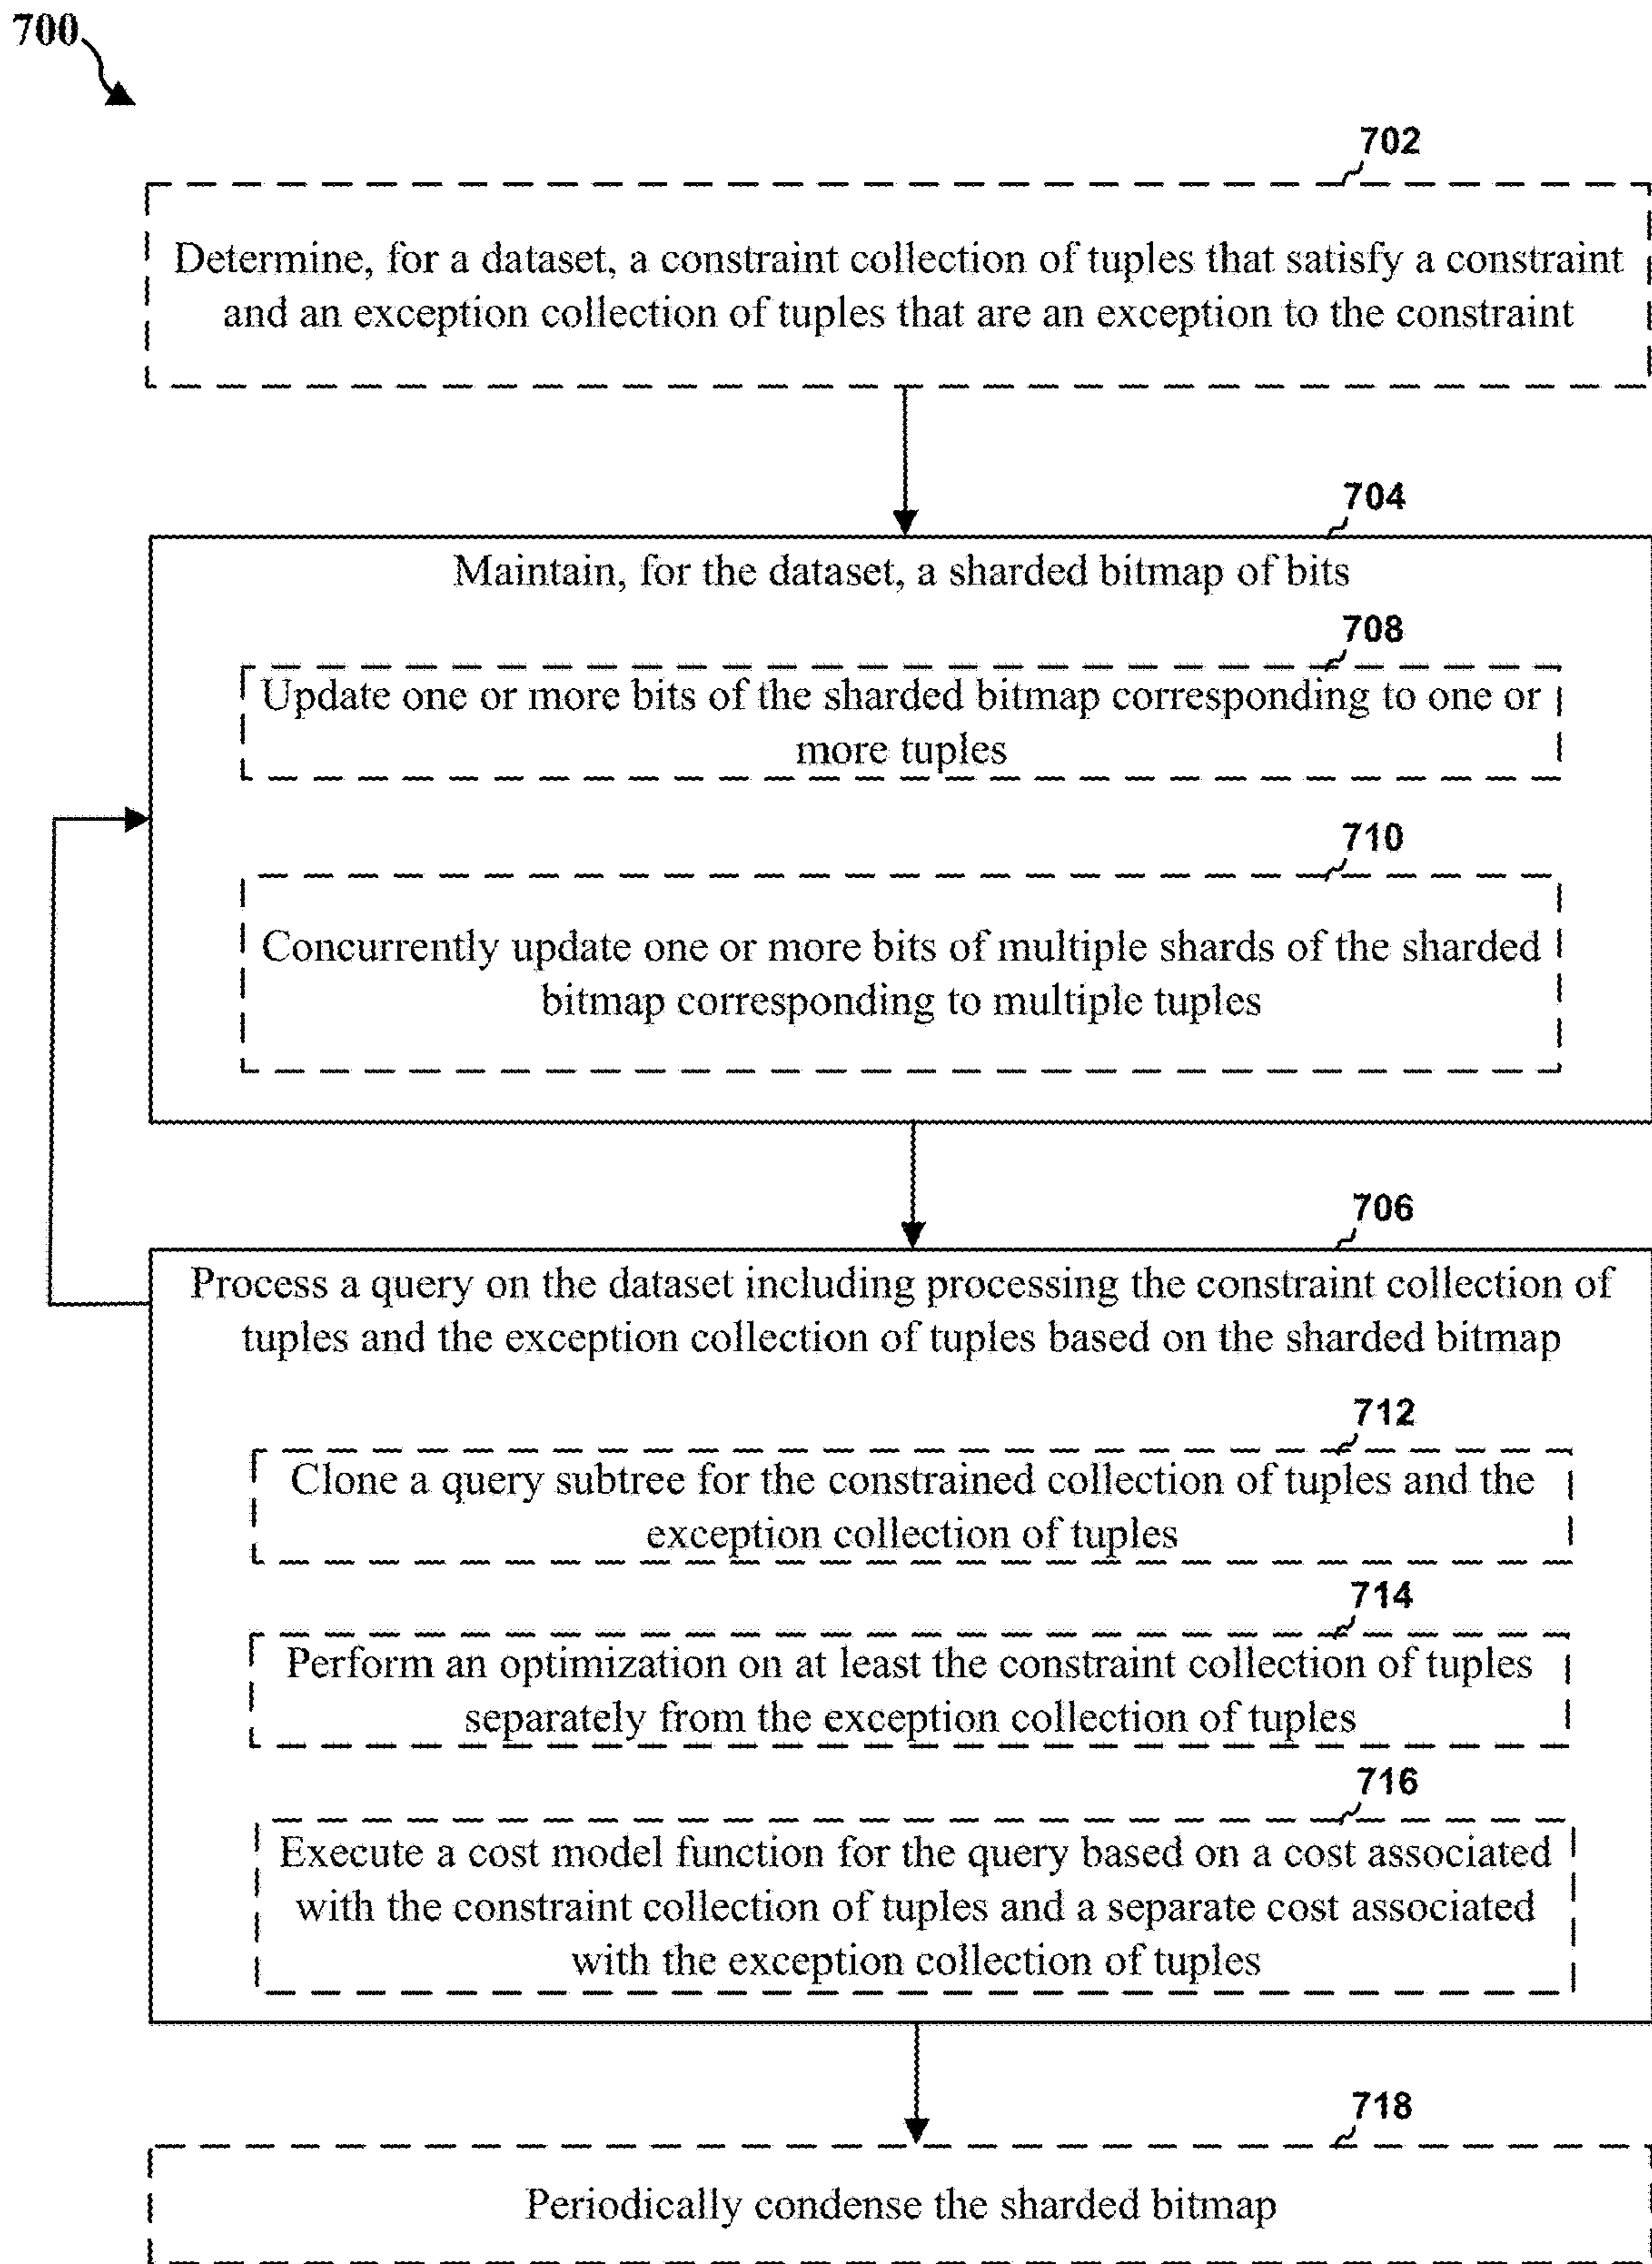 700
702
Determine, for a dataset, a constraint collection of tuples that satisfy a constraint
and an exception collection of tuples that are an exception to the constraint
704
Maintain, for the dataset, a sharded bitmap of bits
708
Update one or more bits of the sharded bitmap corresponding to one or
more tuples
710
Concurrently update one or more bits of multiple shards of the sharded
bitmap corresponding to multiple tuples
706
Process a query on the dataset including processing the constraint collection of
tuples and the exception collection of tuples based on the sharded bitmap
712
Clone a query subtree for the constrained collection of tuples and the
exception collection of tuples
714
Perform an optimization on at least the constraint collection of tuples
separately from the exception collection of tuples
716
Execute a cost model function for the query based on a cost associated
with the constraint collection of tuples and a separate cost associated
with the exception collection of tuples
718
Periodically condense the sharded bitmap